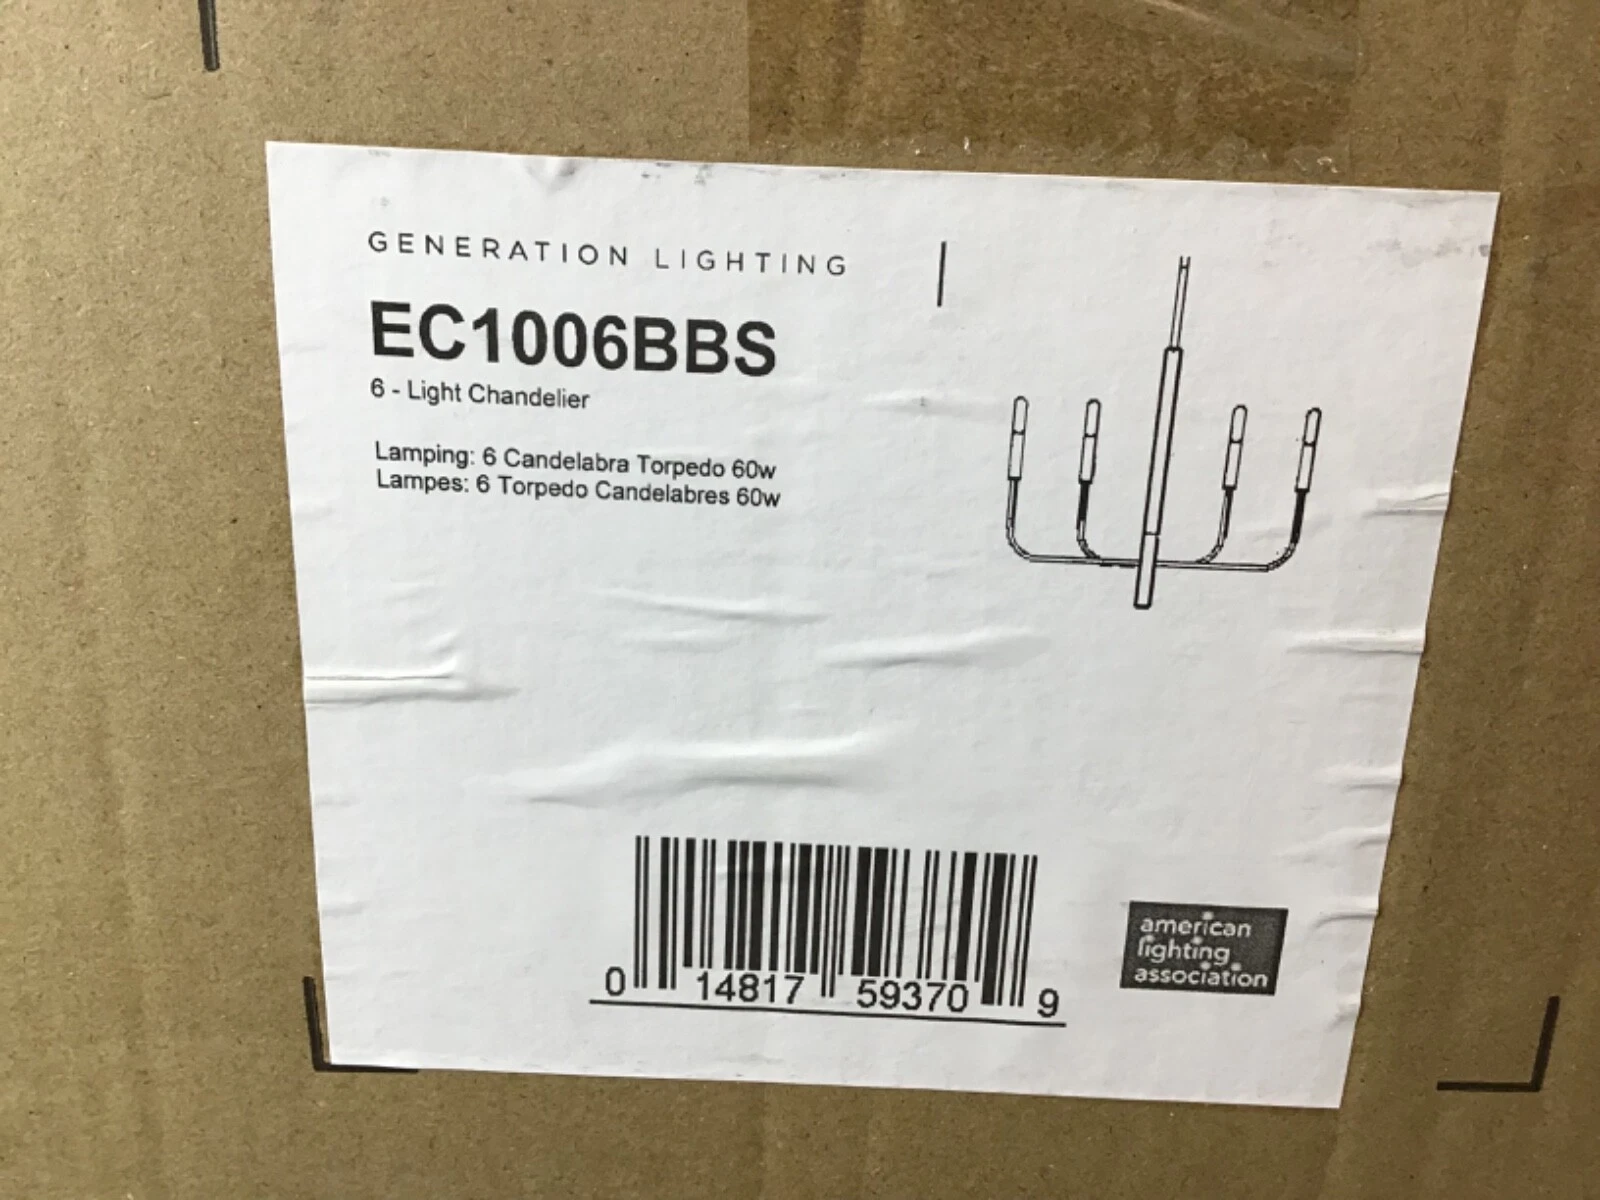 GENERATION LIGHTING
EC1006BBS
6 - Light Chandelier
Lamping: 6 Candelabra Torpedo 60w
Lampes: 6 Torpedo Candelabres 60w
0 14817 59370 9
american
lighting
association